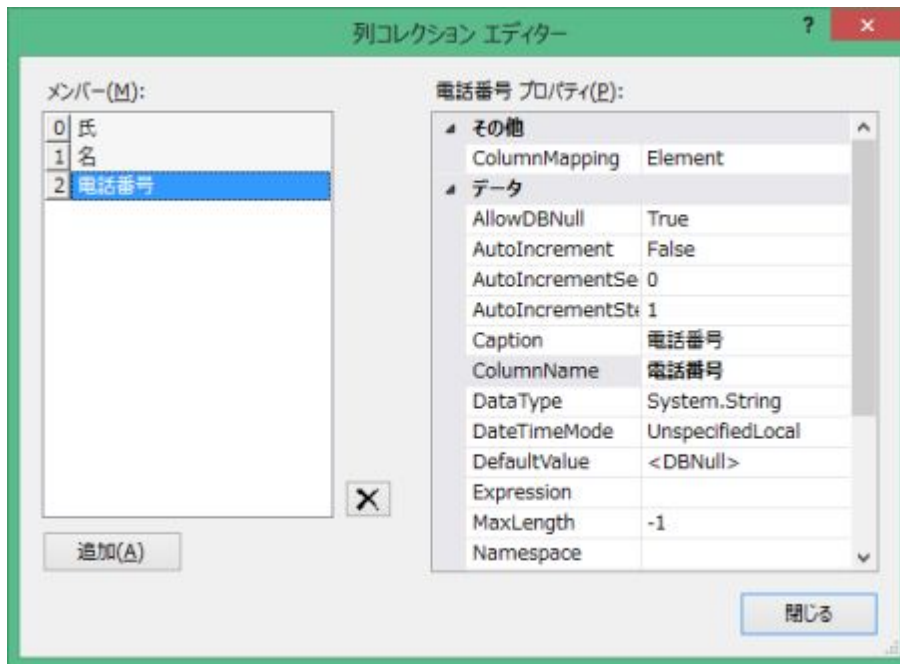 列コレクション エディター
?
×
メンバー(M):
0 氏
1 名
2 電話番号
追加(A)
電話番号 プロパティ(P):
その他
ColumnMapping Element
データ
AllowDBNull True
AutoIncrement False
AutoIncrementSe 0
AutoIncrementSte 1
Caption 電話番号
ColumnName 電話番号
DataType System.String
DateTimeMode UnspecifiedLocal
DefaultValue <DBNull>
Expression
MaxLength -1
Namespace
閉じる